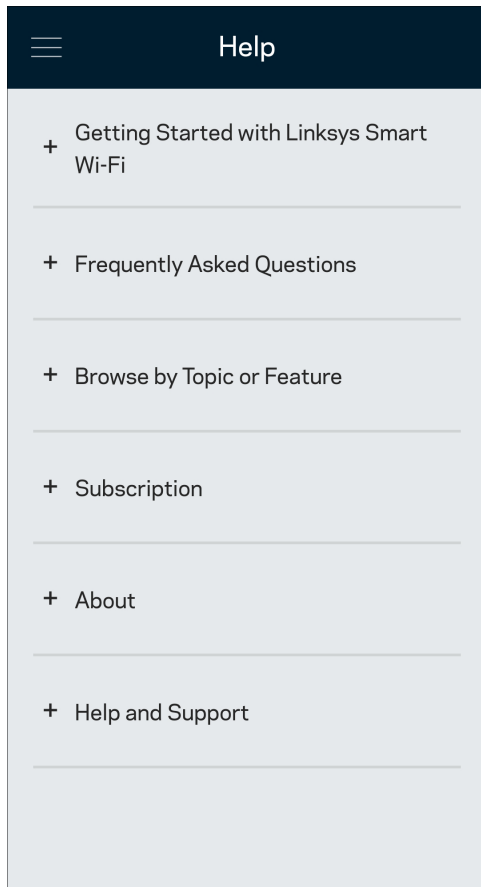 Help
+ Getting Started with Linksys Smart
Wi-Fi
+ Frequently Asked Questions
+ Browse by Topic or Feature
+ Subscription
+ About
+ Help and Support